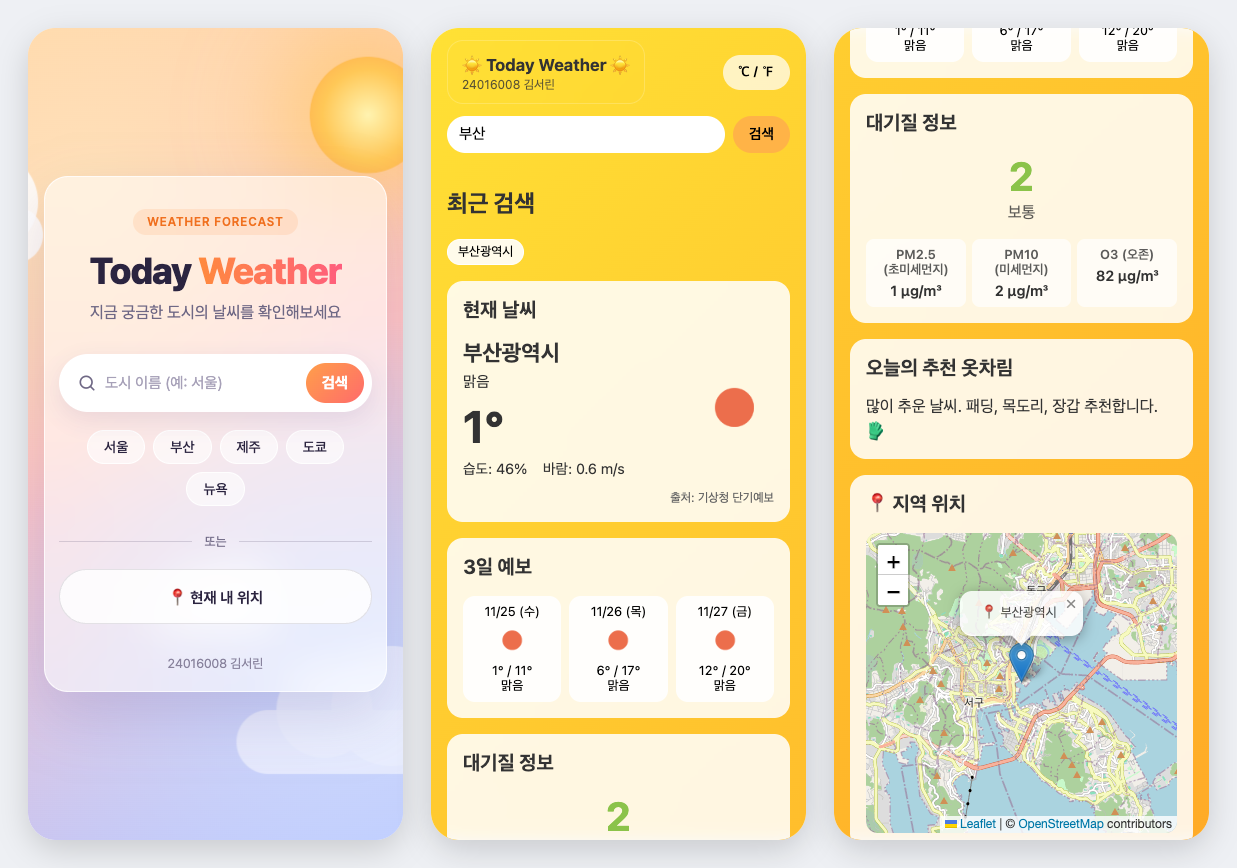 WEATHER FORECAST
Today Weather
지금 궁금한 도시의 날씨를 확인해보세요
도시 이름 (예: 서울)
검색
서울
부산
제주
도쿄
뉴욕
또는
📍 현재 내 위치
24016008 김서린
☀️ Today Weather ☀️
24016008 김서린
℃ / ℉
부산
검색
최근 검색
부산광역시
현재 날씨
부산광역시
맑음
1°
습도: 46% 바람: 0.6 m/s
출처: 기상청 단기예보
3일 예보
11/25 (수)
1° / 11°
맑음
11/26 (목)
6° / 17°
맑음
11/27 (금)
12° / 20°
맑음
대기질 정보
2
1° / 11°
맑음
6° / 17°
맑음
12° / 20°
맑음
대기질 정보
2
보통
PM2.5
(초미세먼지)
1 μg/m³
PM10
(미세먼지)
2 μg/m³
O3 (오존)
82 μg/m³
오늘의 추천 옷차림
많이 추운 날씨. 패딩, 목도리, 장갑 추천합니다.
🧤
📍 지역 위치
+
−
동구
📍 부산광역시
×
서구
Leaflet | © OpenStreetMap contributors